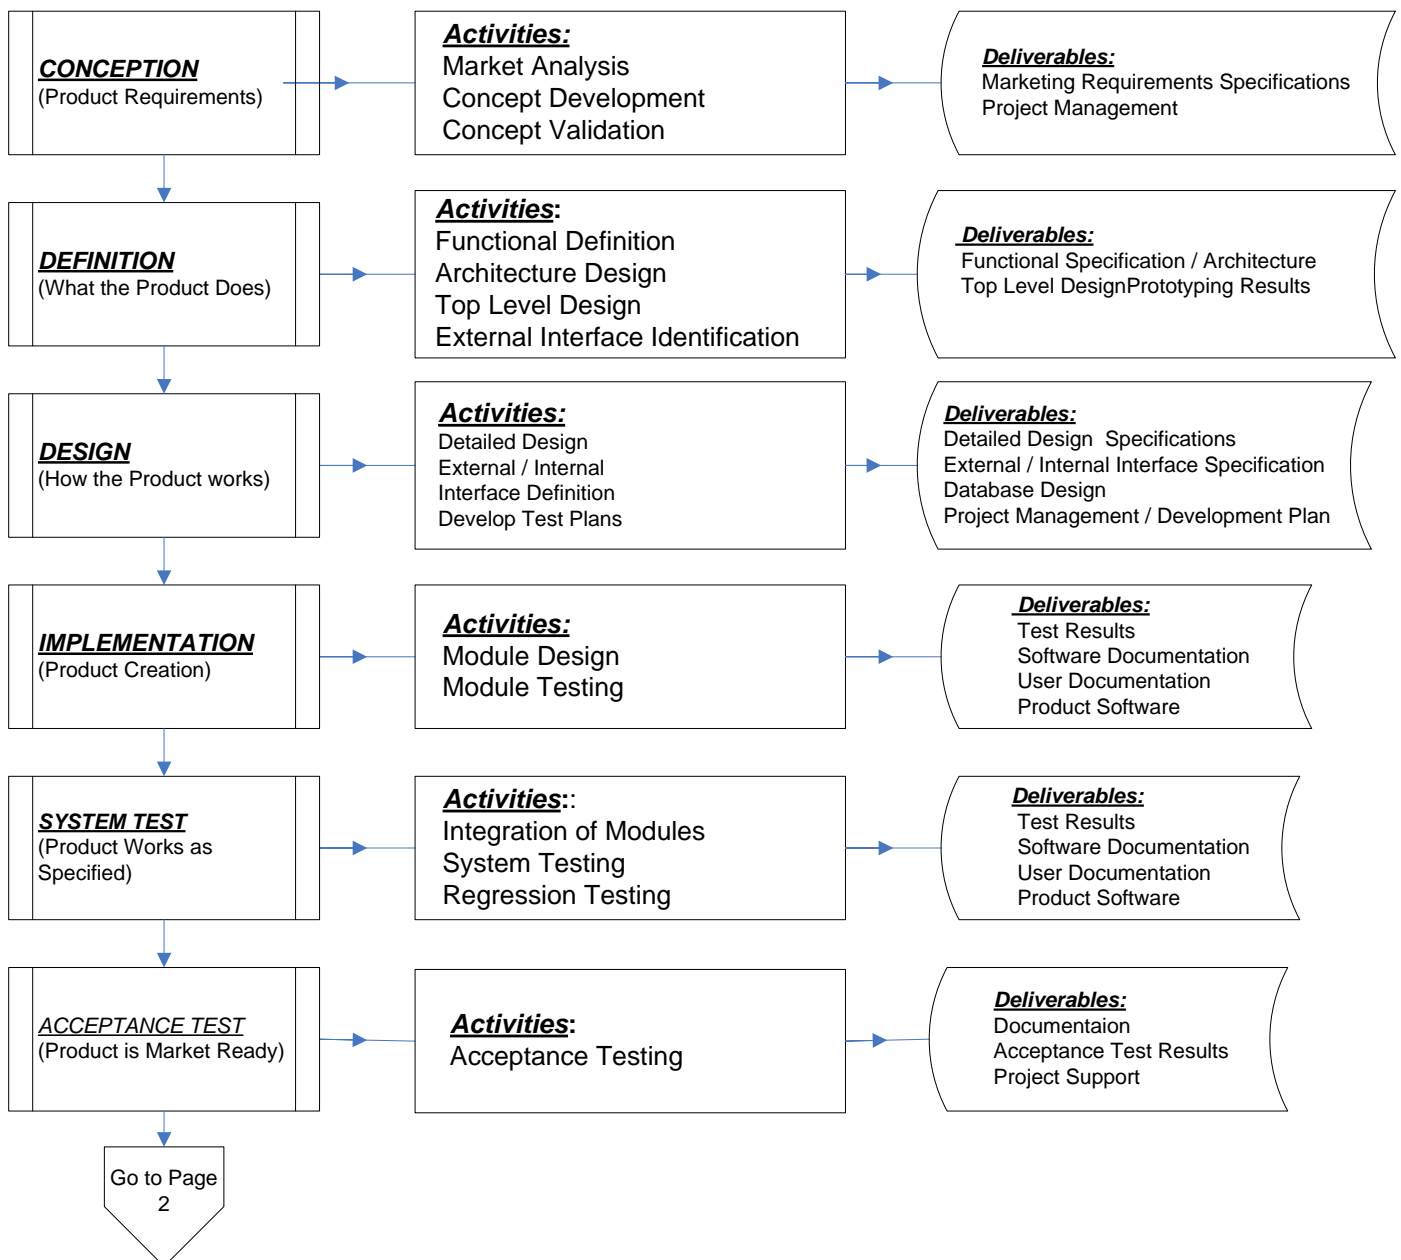 CONCEPTION
(Product Requirements)
Activities:
Market Analysis
Concept Development
Concept Validation
Deliverables:
Marketing Requirements Specifications
Project Management
DEFINITION
(What the Product Does)
Activities:
Functional Definition
Architecture Design
Top Level Design
External Interface Identification
Deliverables:
Functional Specification / Architecture
Top Level DesignPrototyping Results
DESIGN
(How the Product works)
Activities:
Detailed Design
External / Internal
Interface Definition
Develop Test Plans
Deliverables:
Detailed Design  Specifications
External / Internal Interface Specification
Database Design
Project Management / Development Plan
IMPLEMENTATION
(Product Creation)
Activities:
Module Design
Module Testing
Deliverables:
Test Results
Software Documentation
User Documentation
Product Software
SYSTEM TEST
(Product Works as
Specified)
Activities::
Integration of Modules
System Testing
Regression Testing
Deliverables:
Test Results
Software Documentation
User Documentation
Product Software
ACCEPTANCE TEST
(Product is Market Ready)
Activities:
Acceptance Testing
Deliverables:
Documentaion
Acceptance Test Results
Project Support
Go to Page
2